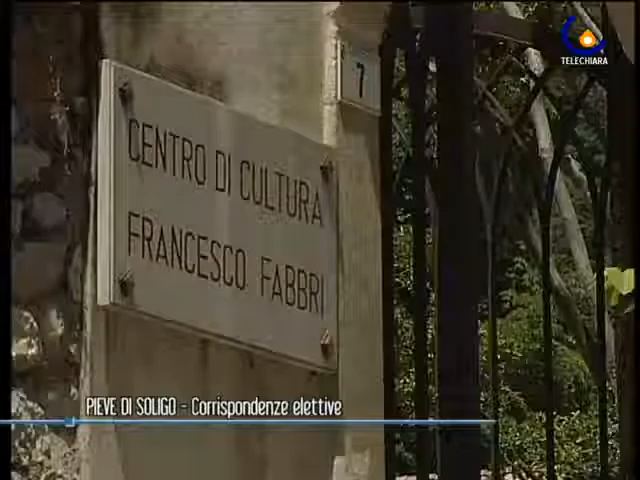 TELECHIARA
7
CENTRO DI CULTURA
FRANCESCO FABBRI
PIEVE DI SOLIGO - Corrispondenze elettive